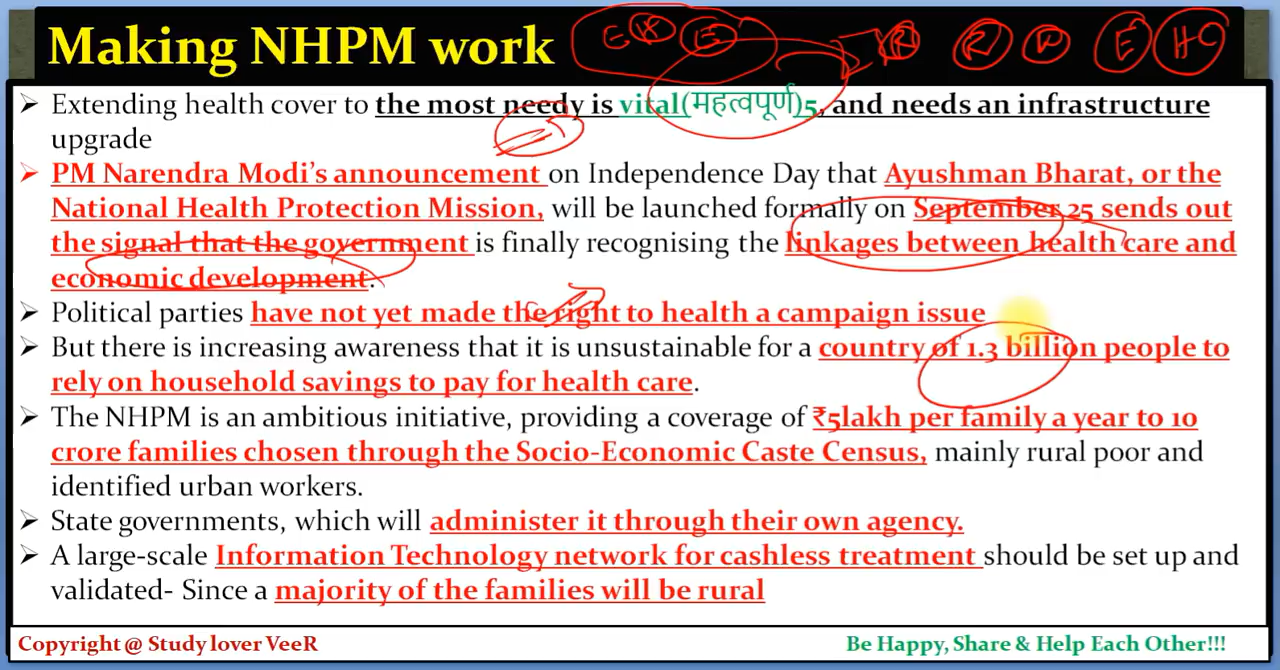 Making NHPM work
➢ Extending health cover to the most needy is vital(महत्वपूर्ण)5, and needs an infrastructure
upgrade
➢ PM Narendra Modi’s announcement on Independence Day that Ayushman Bharat, or the
National Health Protection Mission, will be launched formally on September 25 sends out
the signal that the government is finally recognising the linkages between health care and
economic development.
➢ Political parties have not yet made the right to health a campaign issue
➢ But there is increasing awareness that it is unsustainable for a country of 1.3 billion people to
rely on household savings to pay for health care.
➢ The NHPM is an ambitious initiative, providing a coverage of ₹5lakh per family a year to 10
crore families chosen through the Socio-Economic Caste Census, mainly rural poor and
identified urban workers.
➢ State governments, which will administer it through their own agency.
➢ A large-scale Information Technology network for cashless treatment should be set up and
validated- Since a majority of the families will be rural
Copyright @ Study lover VeeR
Be Happy, Share & Help Each Other!!!